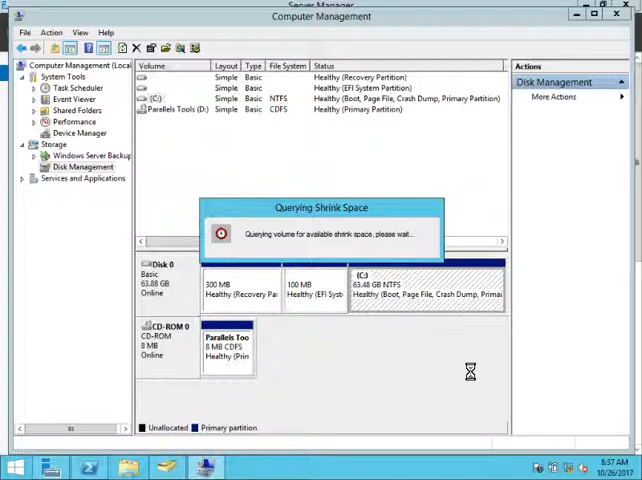 Server Manager
Computer Management
File Action View Help
Computer Management (Local
System Tools
Task Scheduler
Event Viewer
Shared Folders
Performance
Device Manager
Storage
Windows Server Backup
Disk Management
Services and Applications
Volume Layout Type File System Status
Simple Basic Healthy (Recovery Partition)
Simple Basic Healthy (EFI System Partition)
(C:) Simple Basic NTFS Healthy (Boot, Page File, Crash Dump, Primary Partition)
Parallels Tools (D:) Simple Basic CDFS Healthy (Primary Partition)
Actions
Disk Management
More Actions
Querying Shrink Space
Querying volume for available shrink space, please wait...
Disk 0
Basic
63.88 GB
Online
300 MB
Healthy (Recovery Pa
100 MB
Healthy (EFI Syst
(C:)
63.48 GB NTFS
Healthy (Boot, Page File, Crash Dump, Prima
CD-ROM 0
CD-ROM
8 MB
Online
Parallels Too
8 MB CDFS
Healthy (Prin
Unallocated Primary partition
8:37 AM
10/26/2017